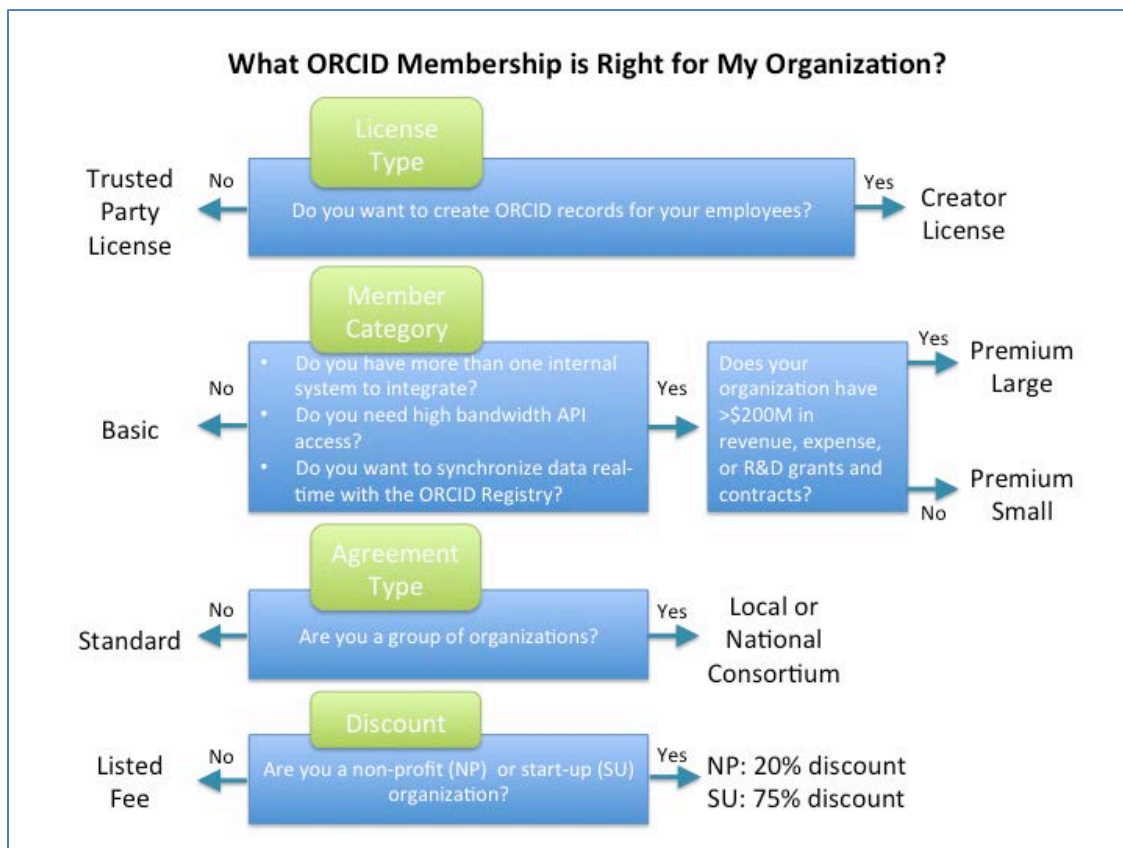 What ORCID Membership is Right for My Organization?
License
Type
No
Trusted
Party
License
Do you want to create ORCID records for your employees?
Yes
Creator
License
Member
Category
No
Basic
• Do you have more than one internal
system to integrate?
• Do you need high bandwidth API
access?
• Do you want to synchronize data real-
time with the ORCID Registry?
Yes
Does your
organization have
>$200M in
revenue, expense,
or R&D grants and
contracts?
Yes
Premium
Large
No
Premium
Small
Agreement
Type
No
Standard
Are you a group of organizations?
Yes
Local or
National
Consortium
Discount
No
Listed
Fee
Are you a non-profit (NP) or start-up (SU)
organization?
Yes
NP: 20% discount
SU: 75% discount